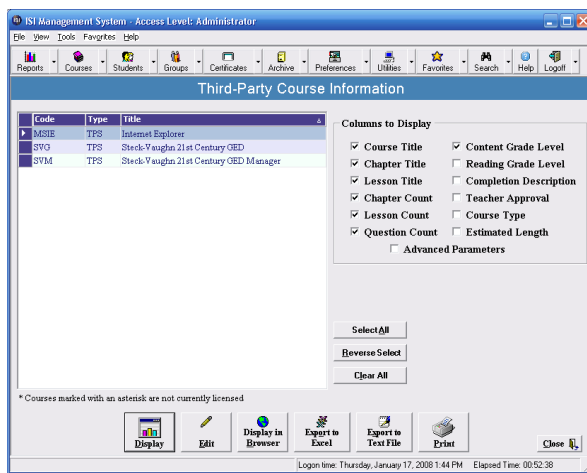 ISI Management System - Access Level: Administrator
File View Tools Favorites Help
Reports Courses Students Groups Certificates Archive Preferences Utilities Favorites Search Help Logoff
Third-Party Course Information
Code Type Title
MSIE TPS Internet Explorer
SVG TPS Steck-Vaughn 21st Century GED
SVM TPS Steck-Vaughn 21st Century GED Manager
Columns to Display
Course Title Content Grade Level
Chapter Title Reading Grade Level
Lesson Title Completion Description
Chapter Count Teacher Approval
Lesson Count Course Type
Question Count Estimated Length
Advanced Parameters
Select All
Reverse Select
Clear All
* Courses marked with an asterisk are not currently licensed
Display Edit Display in Browser Export to Excel Export to Text File Print Close
Logon time: Thursday, January 17, 2008 1:44 PM Elapsed Time: 00:52:38